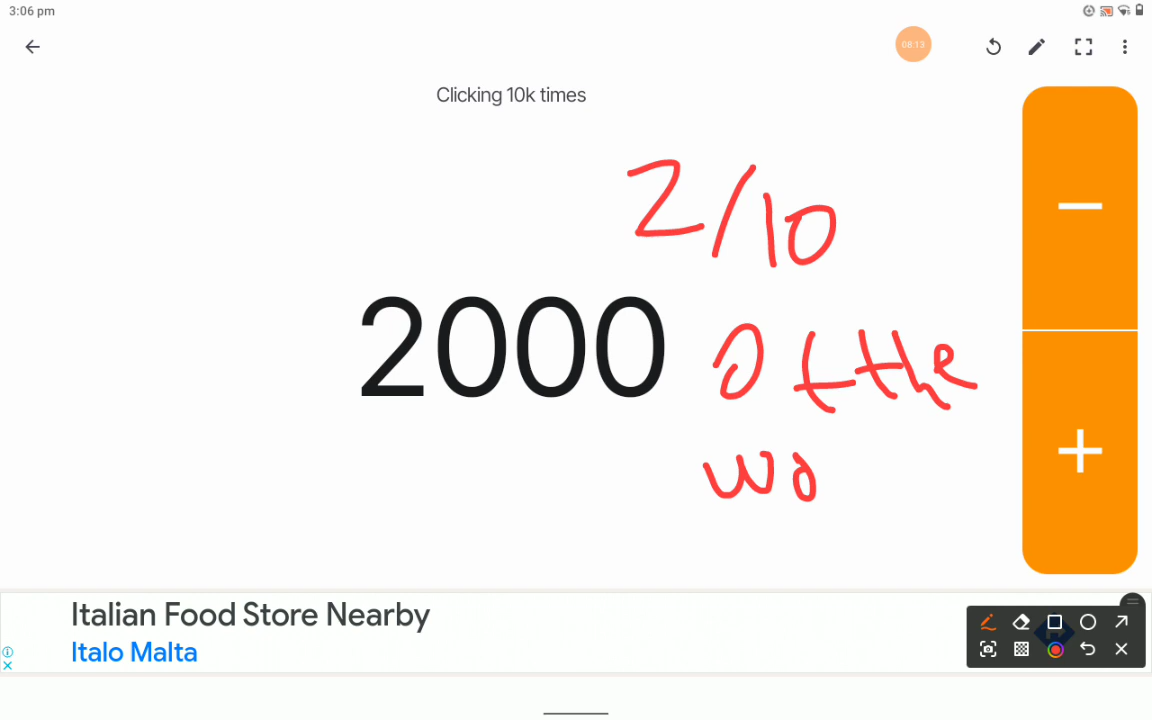 3:06 pm
08:13
Clicking 10k times
2/10
2000
Of the
wo
Italian Food Store Nearby
Italo Malta